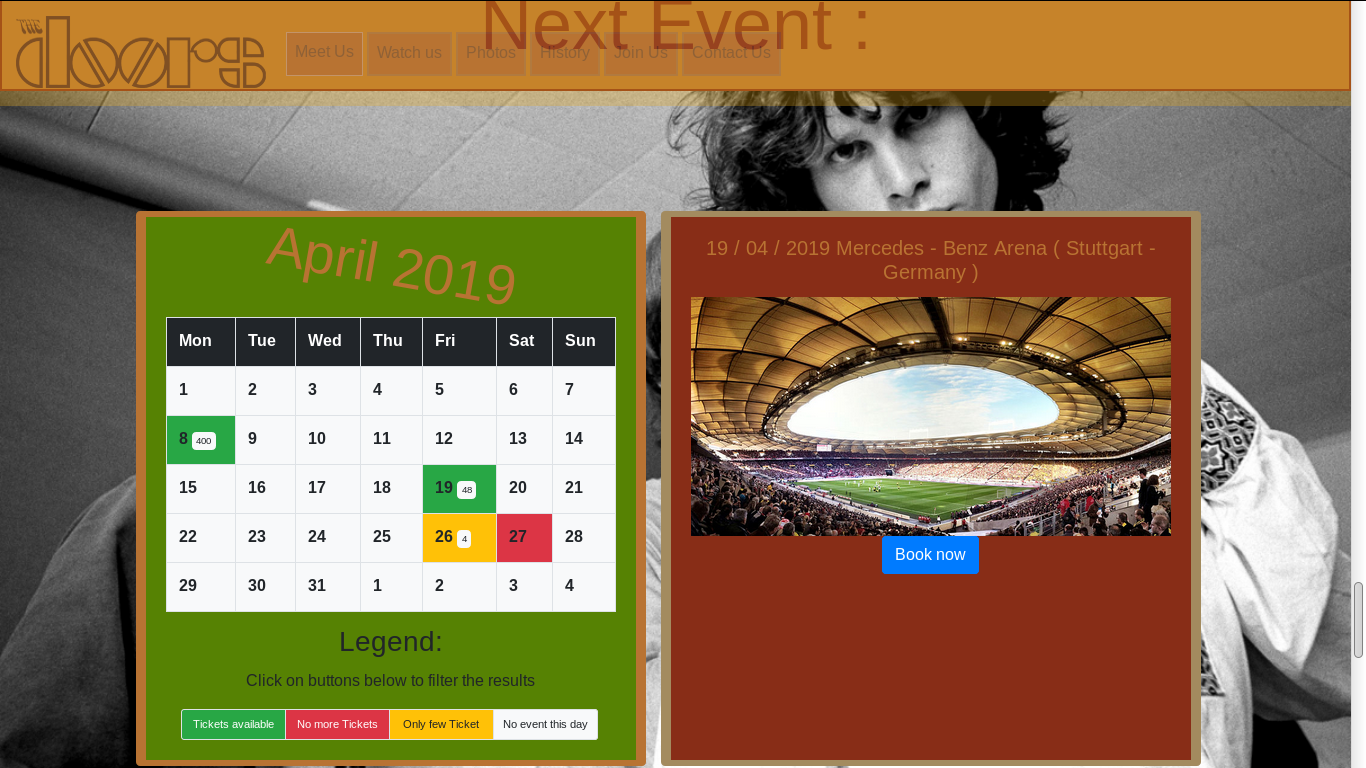 Next Event :
THE
doors
Meet Us Watch us Photos History Join Us Contact Us
April 2019
Mon Tue Wed Thu Fri Sat Sun
1 2 3 4 5 6 7
8 400 9 10 11 12 13 14
15 16 17 18 19 48 20 21
22 23 24 25 26 4 27 28
29 30 31 1 2 3 4
Legend:
Click on buttons below to filter the results
Tickets available No more Tickets Only few Ticket No event this day
19 / 04 / 2019 Mercedes - Benz Arena ( Stuttgart -
Germany )
Book now